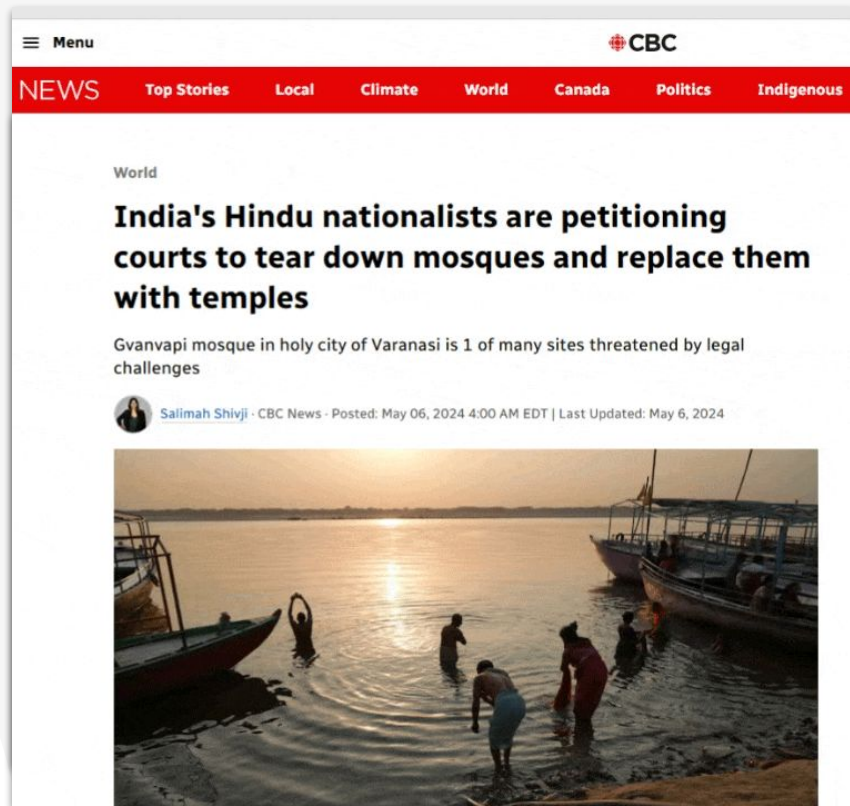 Menu
CBC
NEWS Top Stories Local Climate World Canada Politics Indigenous
World
India's Hindu nationalists are petitioning
courts to tear down mosques and replace them
with temples
Gvanvapi mosque in holy city of Varanasi is 1 of many sites threatened by legal
challenges
Salimah Shivji · CBC News · Posted: May 06, 2024 4:00 AM EDT | Last Updated: May 6, 2024